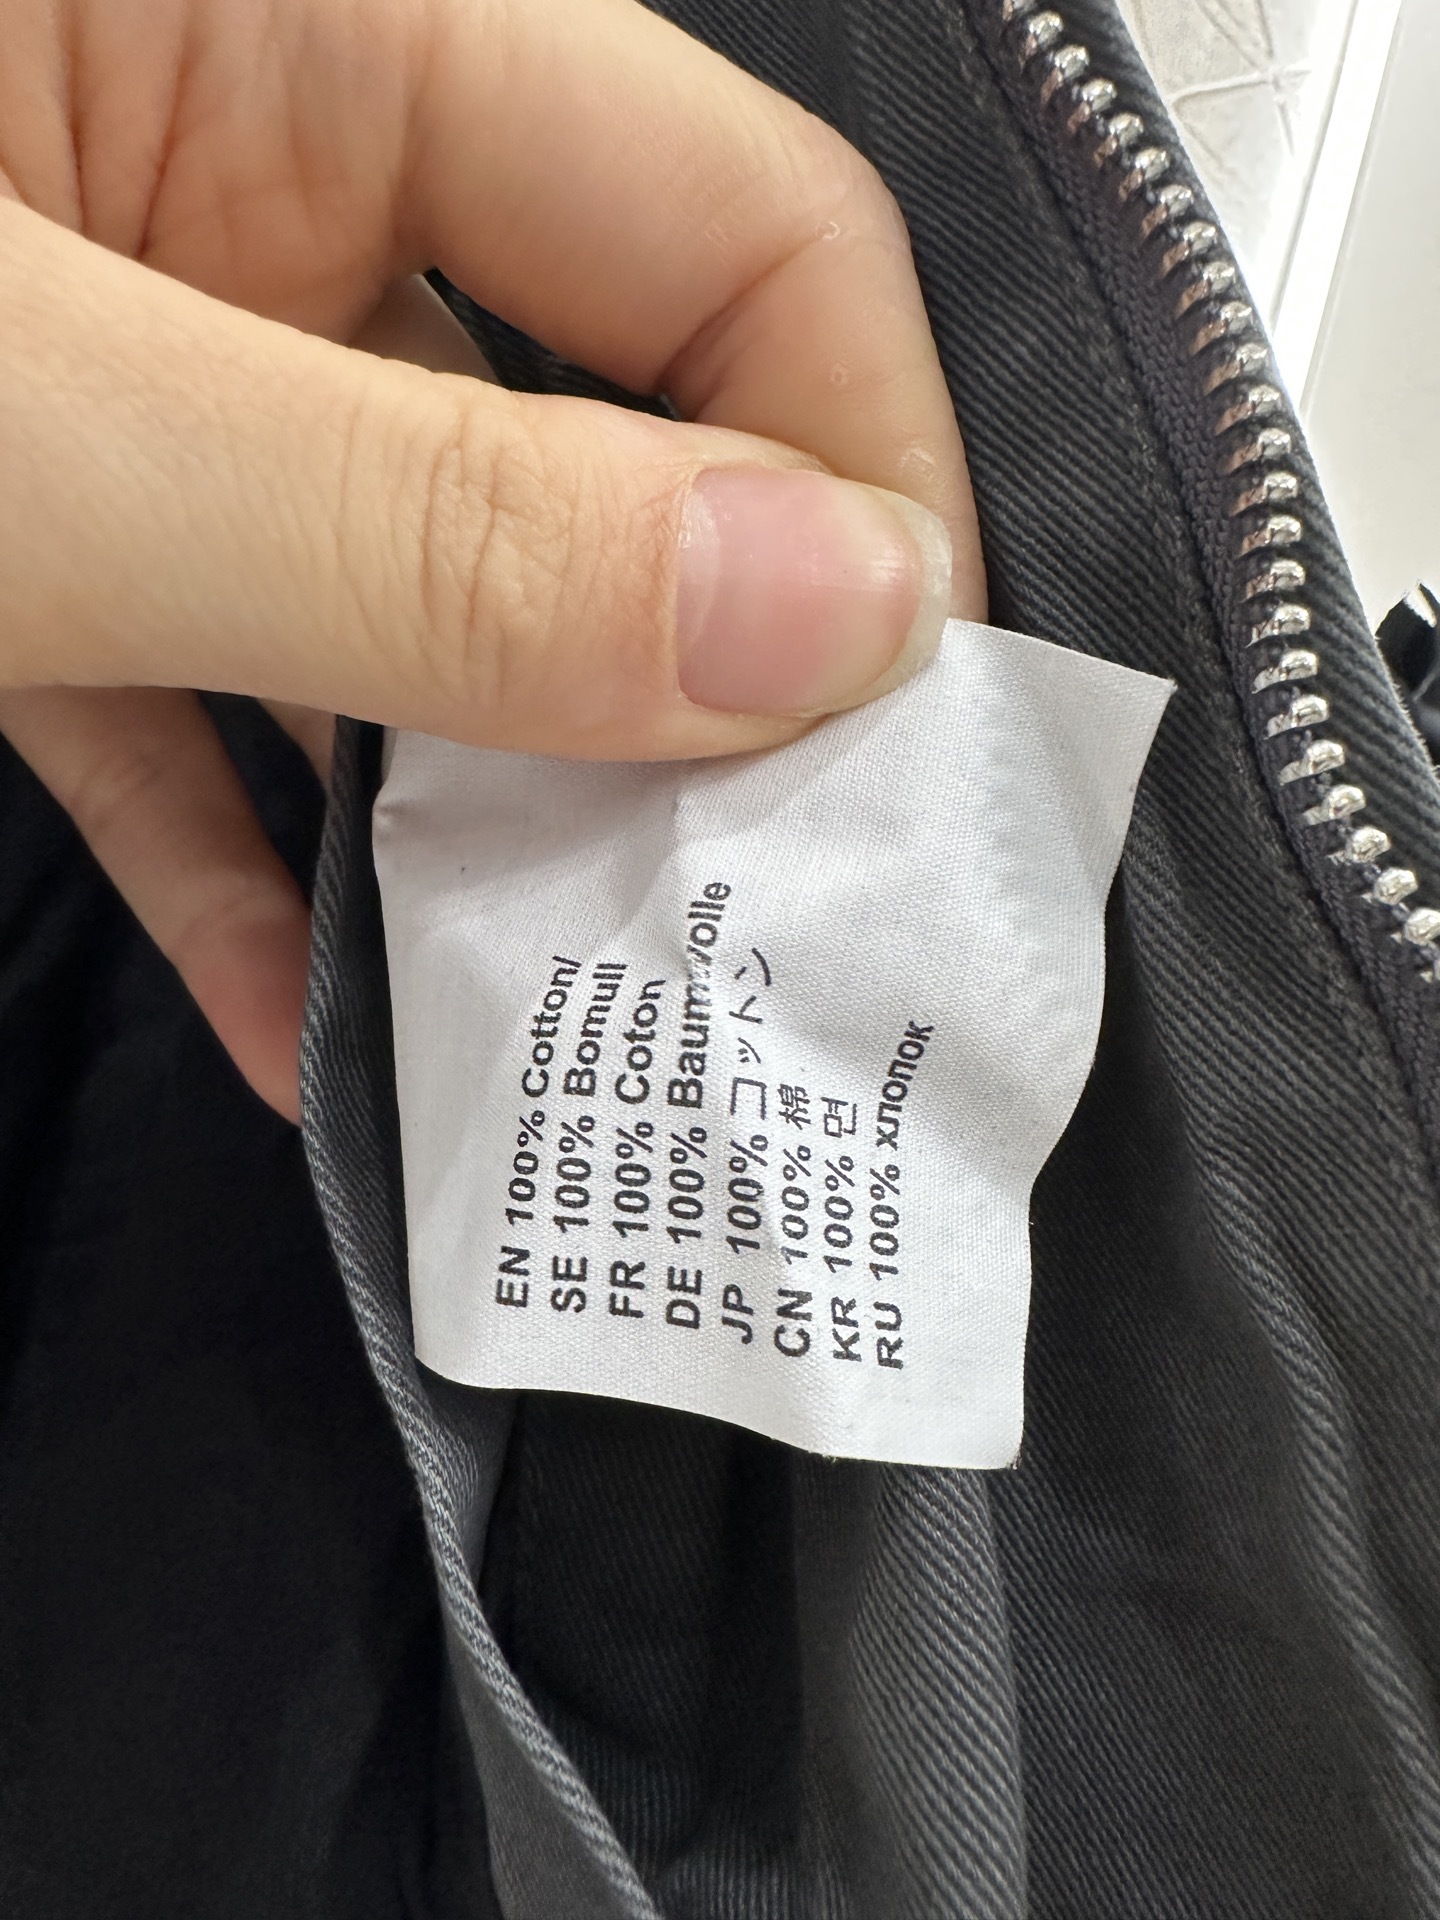 EN 100% Cotton/
SE 100% Bomull
FR 100% Coton
DE 100% Baumwolle
JP 100% コットン
CN 100% 棉
KR 100% 면
RU 100% хлопок